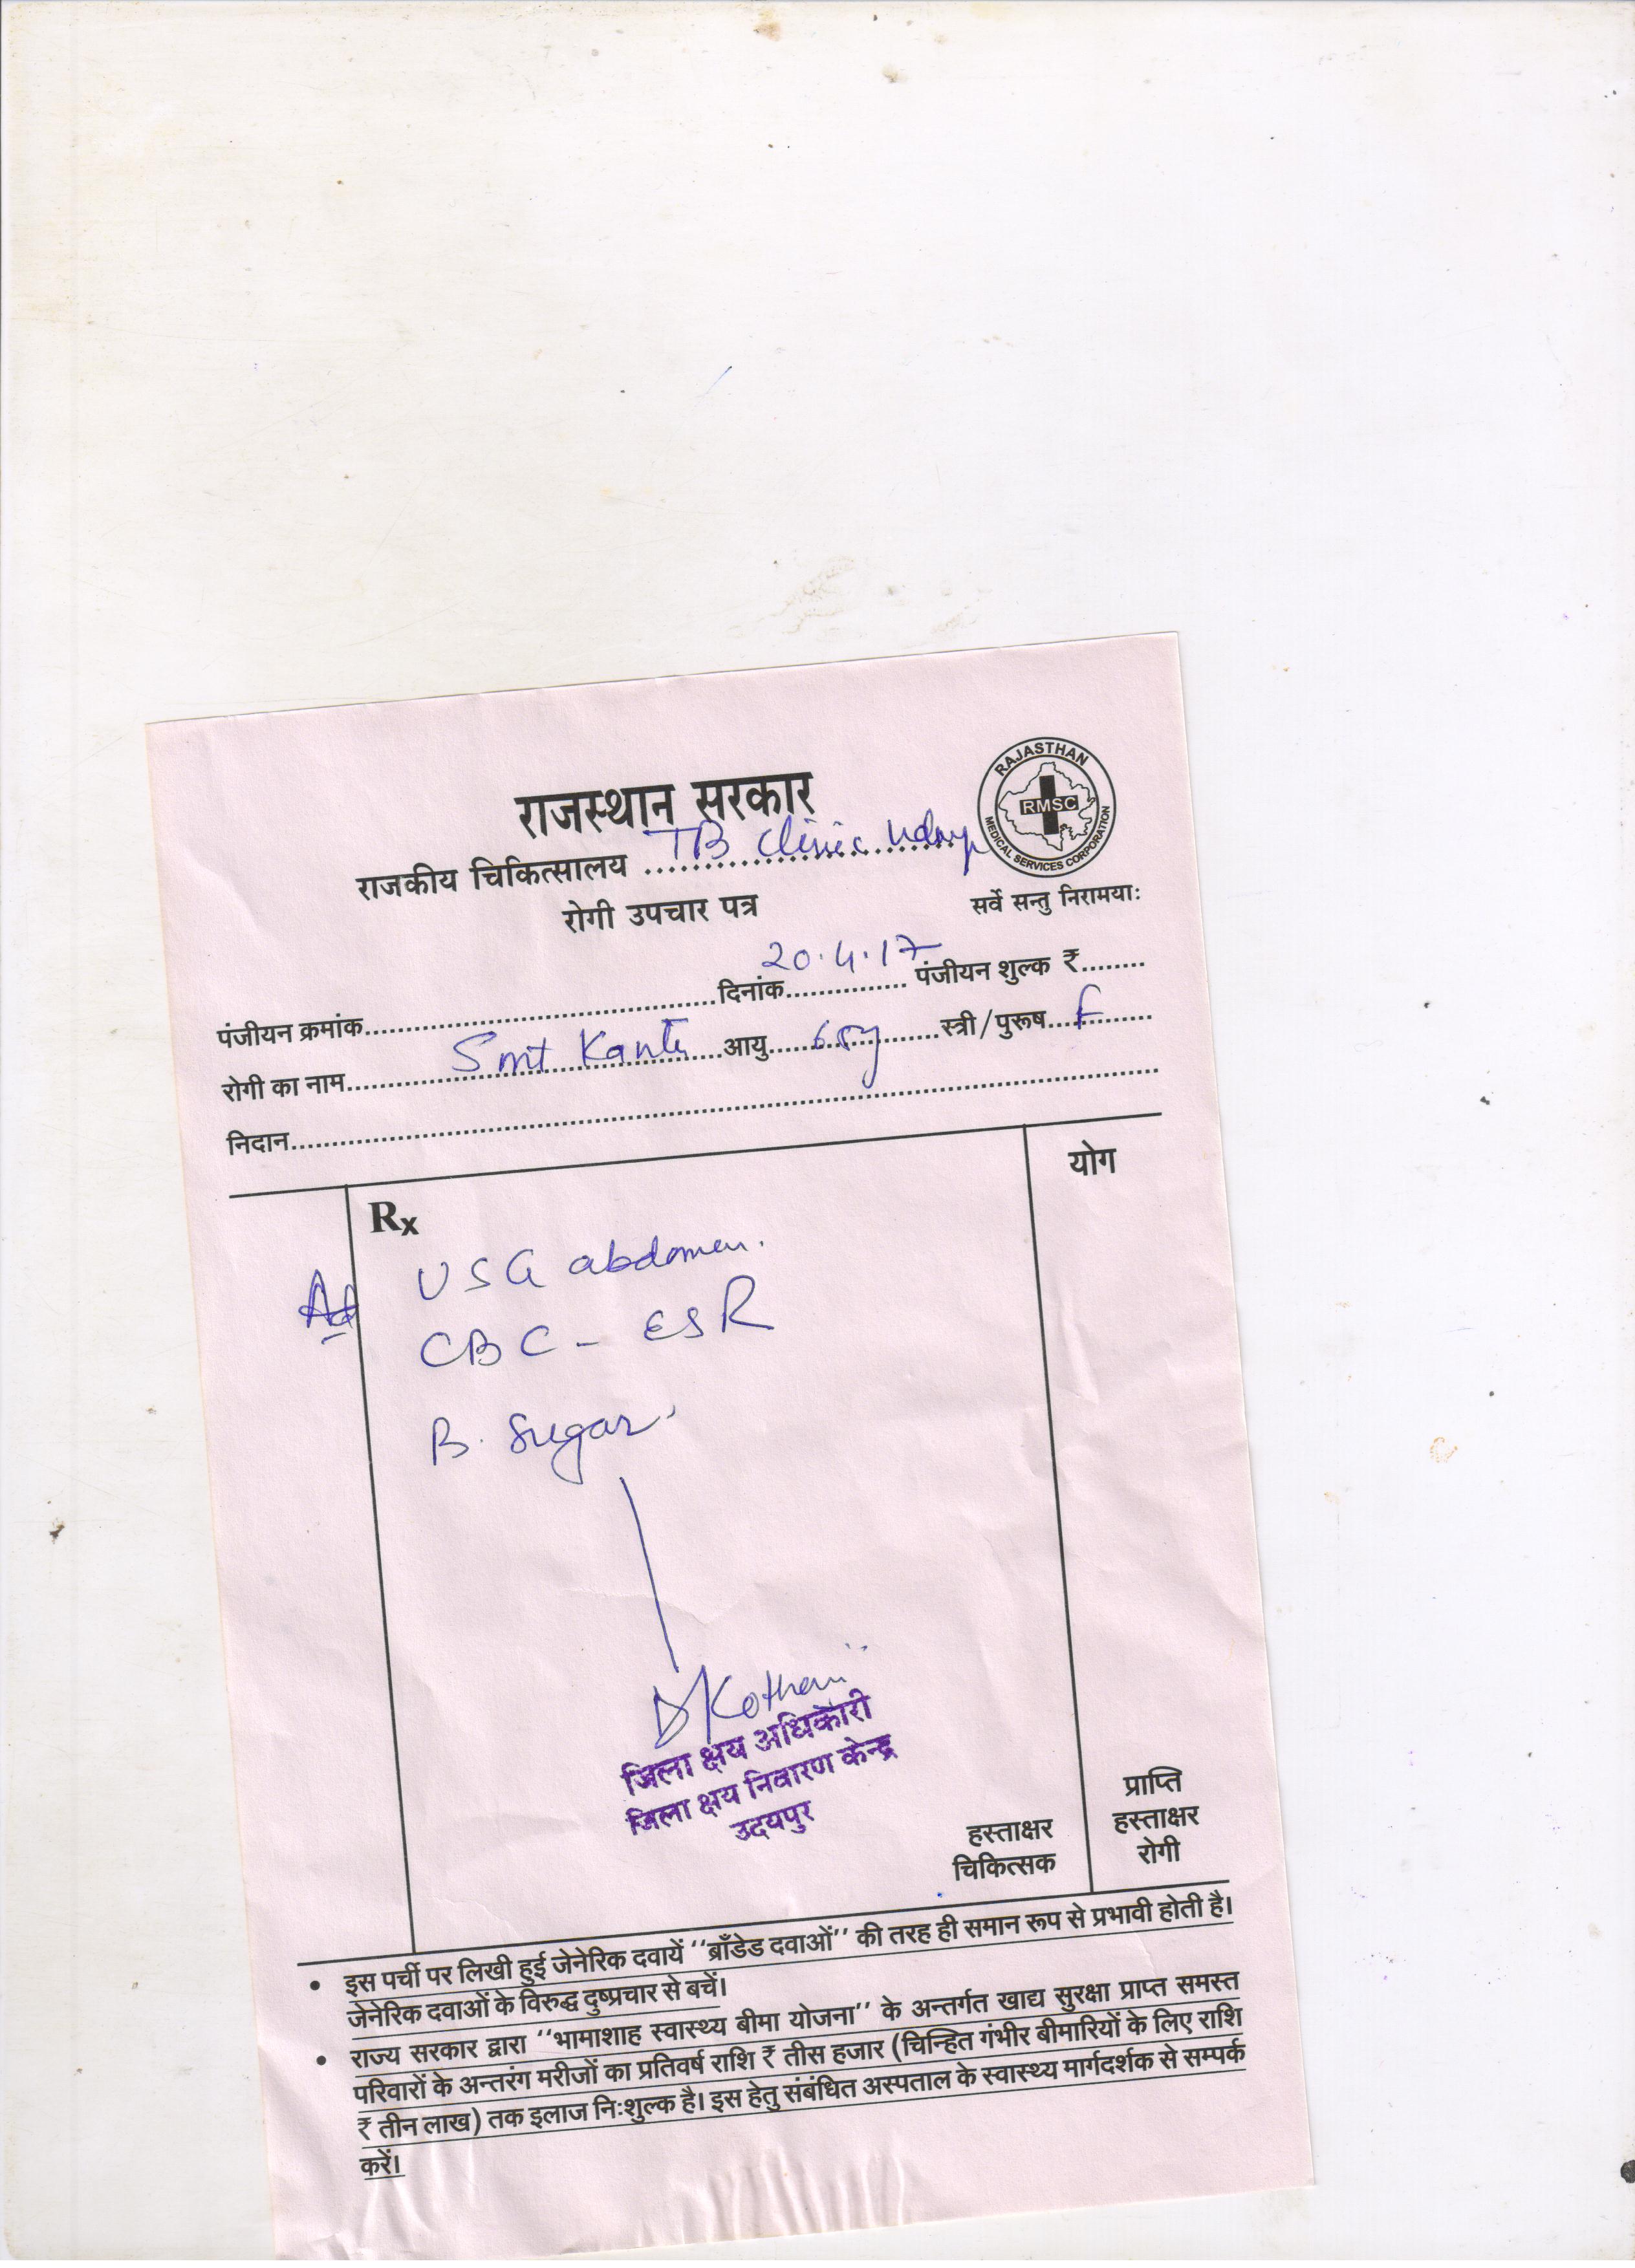 राजस्थान सरकार
RAJASTHAN
RMSC
MEDICAL SERVICES CORPORATION
राजकीय चिकित्सालय .......................... TB Clinic
रोगी उपचार पत्र
सर्वे सन्तु निरामयाः
पंजीयन क्रमांक.......................................दिनांक...............20.4.17 पंजीयन शुल्क ₹........
रोगी का नाम.......... Smt Kanta ..........आयु....................स्त्री/पुरूष....F.......
निदान..........................................................................................
Rx
योग
USG abdomen.
CBC - ESR
B. Sugar
DKothari
जिला क्षय अधिकारी
जिला क्षय निवारण केन्द्र
उदयपुर
हस्ताक्षर
चिकित्सक
प्राप्ति
हस्ताक्षर
रोगी
• इस पर्ची पर लिखी हुई जेनेरिक दवायें ''ब्राँडेड दवाओं'' की तरह ही समान रूप से प्रभावी होती है।
जेनेरिक दवाओं के विरुद्ध दुष्प्रचार से बचें।
• राज्य सरकार द्वारा ''भामाशाह स्वास्थ्य बीमा योजना'' के अन्तर्गत खाद्य सुरक्षा प्राप्त समस्त
परिवारों के अन्तरंग मरीजों का प्रतिवर्ष राशि ₹ तीस हजार (चिन्हित गंभीर बीमारियों के लिए राशि
₹ तीन लाख) तक इलाज निःशुल्क है। इस हेतु संबंधित अस्पताल के स्वास्थ्य मार्गदर्शक से सम्पर्क
करें।